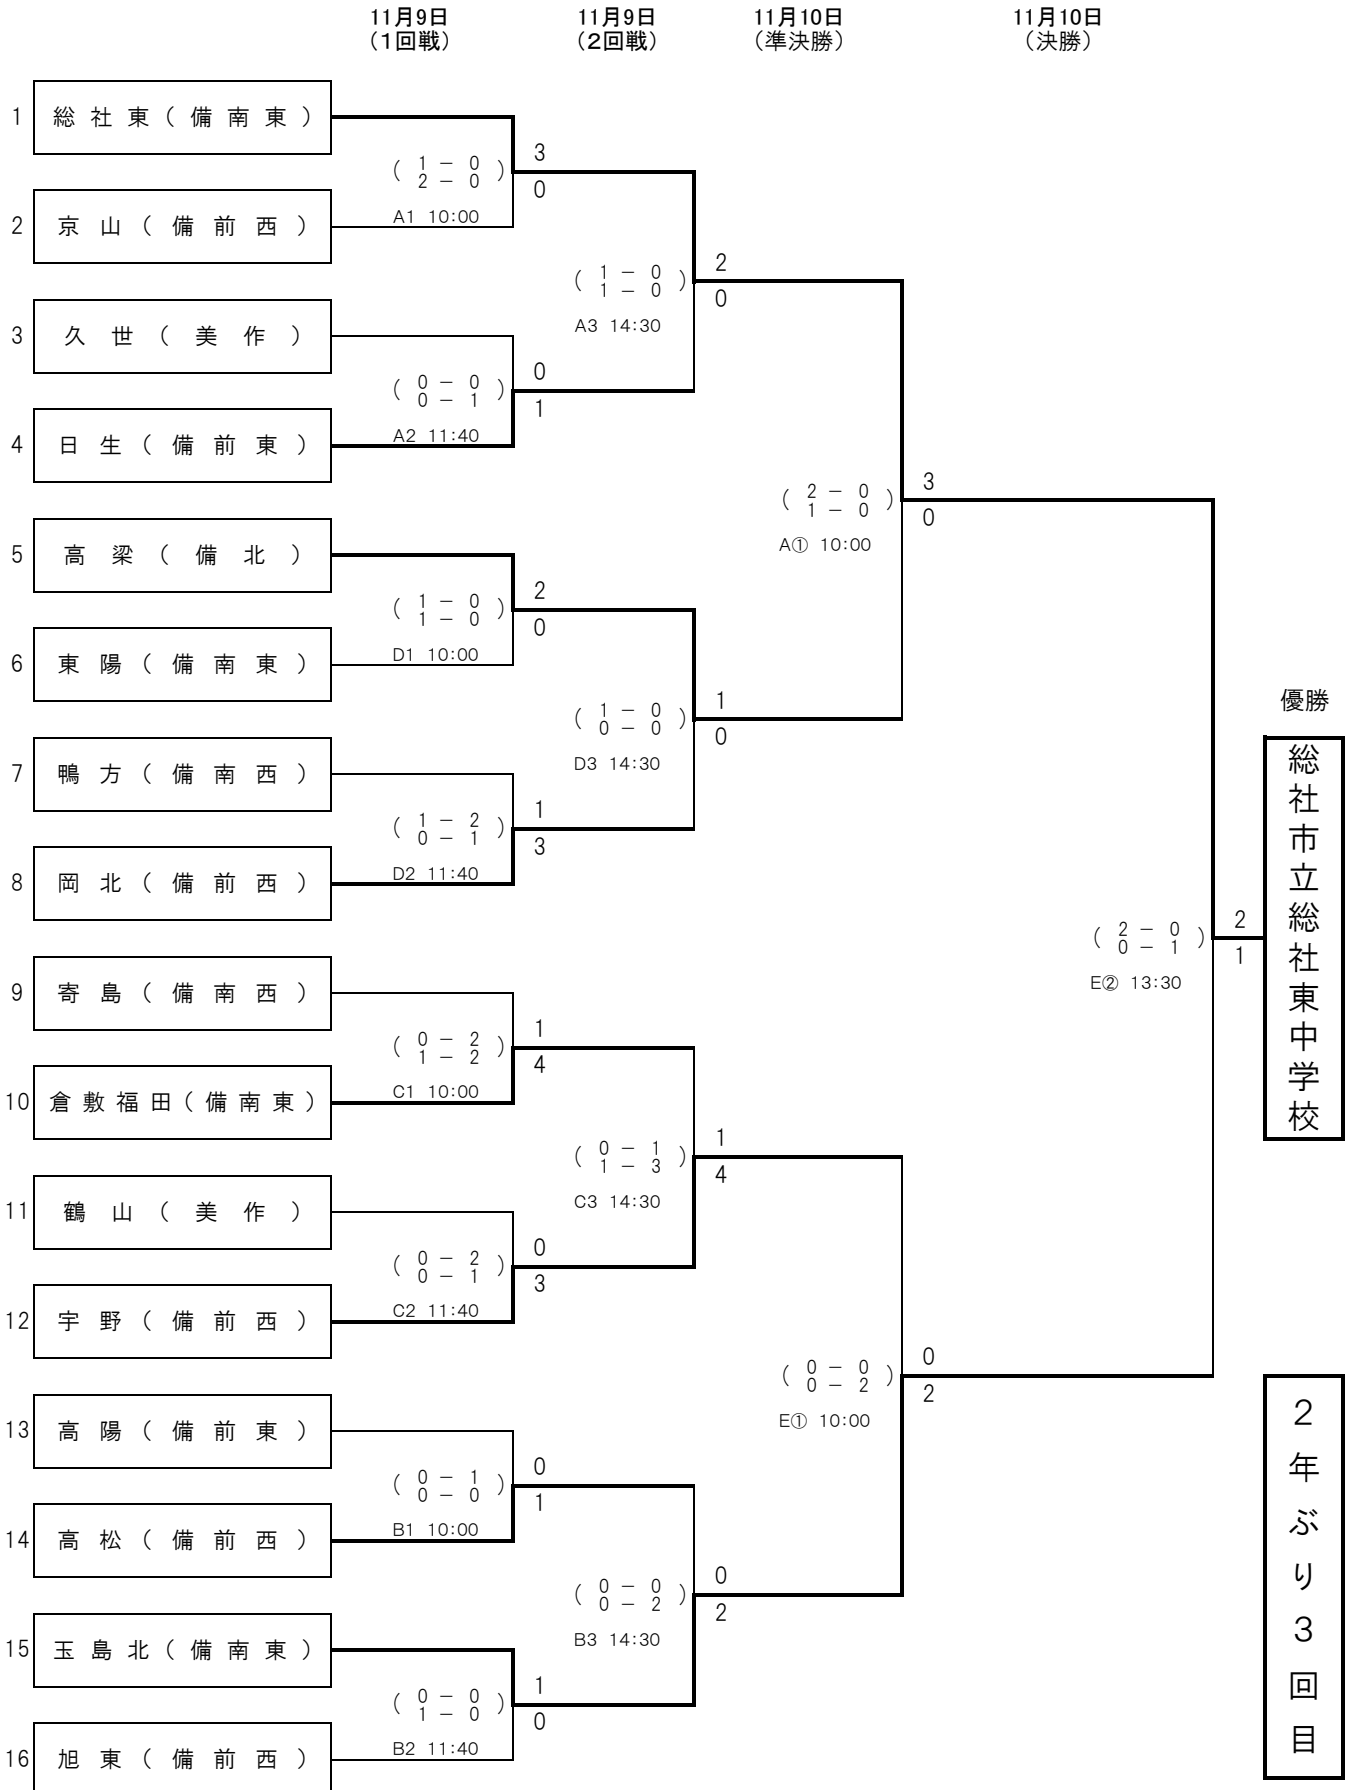 11月9日 11月9日 11月10日 11月10日
（1回戦） （2回戦） （準決勝） （決勝）
1 総社東（備南東）
3
( 1 － 0 )
2 － 0
0
A1 10:00
2 京山（備前西）
2
( 1 － 0 )
1 － 0
0
A3 14:30
3 久世（美作）
0
( 0 － 0 )
0 － 1
1
A2 11:40
4 日生（備前東）
3
( 2 － 0 )
1 － 0
0
A① 10:00
5 高梁（備北）
2
( 1 － 0 )
1 － 0
0
D1 10:00
6 東陽（備南東）
1
( 1 － 0 )
0 － 0
0
D3 14:30
7 鴨方（備南西）
1
( 1 － 2 )
0 － 1
3
D2 11:40
8 岡北（備前西）
2
( 2 － 0 )
0 － 1
1
E② 13:30
優勝
総社市立総社東中学校
9 寄島（備南西）
1
( 0 － 2 )
1 － 2
4
C1 10:00
10 倉敷福田（備南東）
1
( 0 － 1 )
1 － 3
4
C3 14:30
11 鶴山（美作）
0
( 0 － 2 )
0 － 1
3
C2 11:40
12 宇野（備前西）
0
( 0 － 0 )
0 － 2
2
E① 10:00
13 高陽（備前東）
0
( 0 － 1 )
0 － 0
1
B1 10:00
14 高松（備前西）
0
( 0 － 0 )
0 － 2
2
B3 14:30
15 玉島北（備南東）
1
( 0 － 0 )
1 － 0
0
B2 11:40
16 旭東（備前西）
2年ぶり3回目